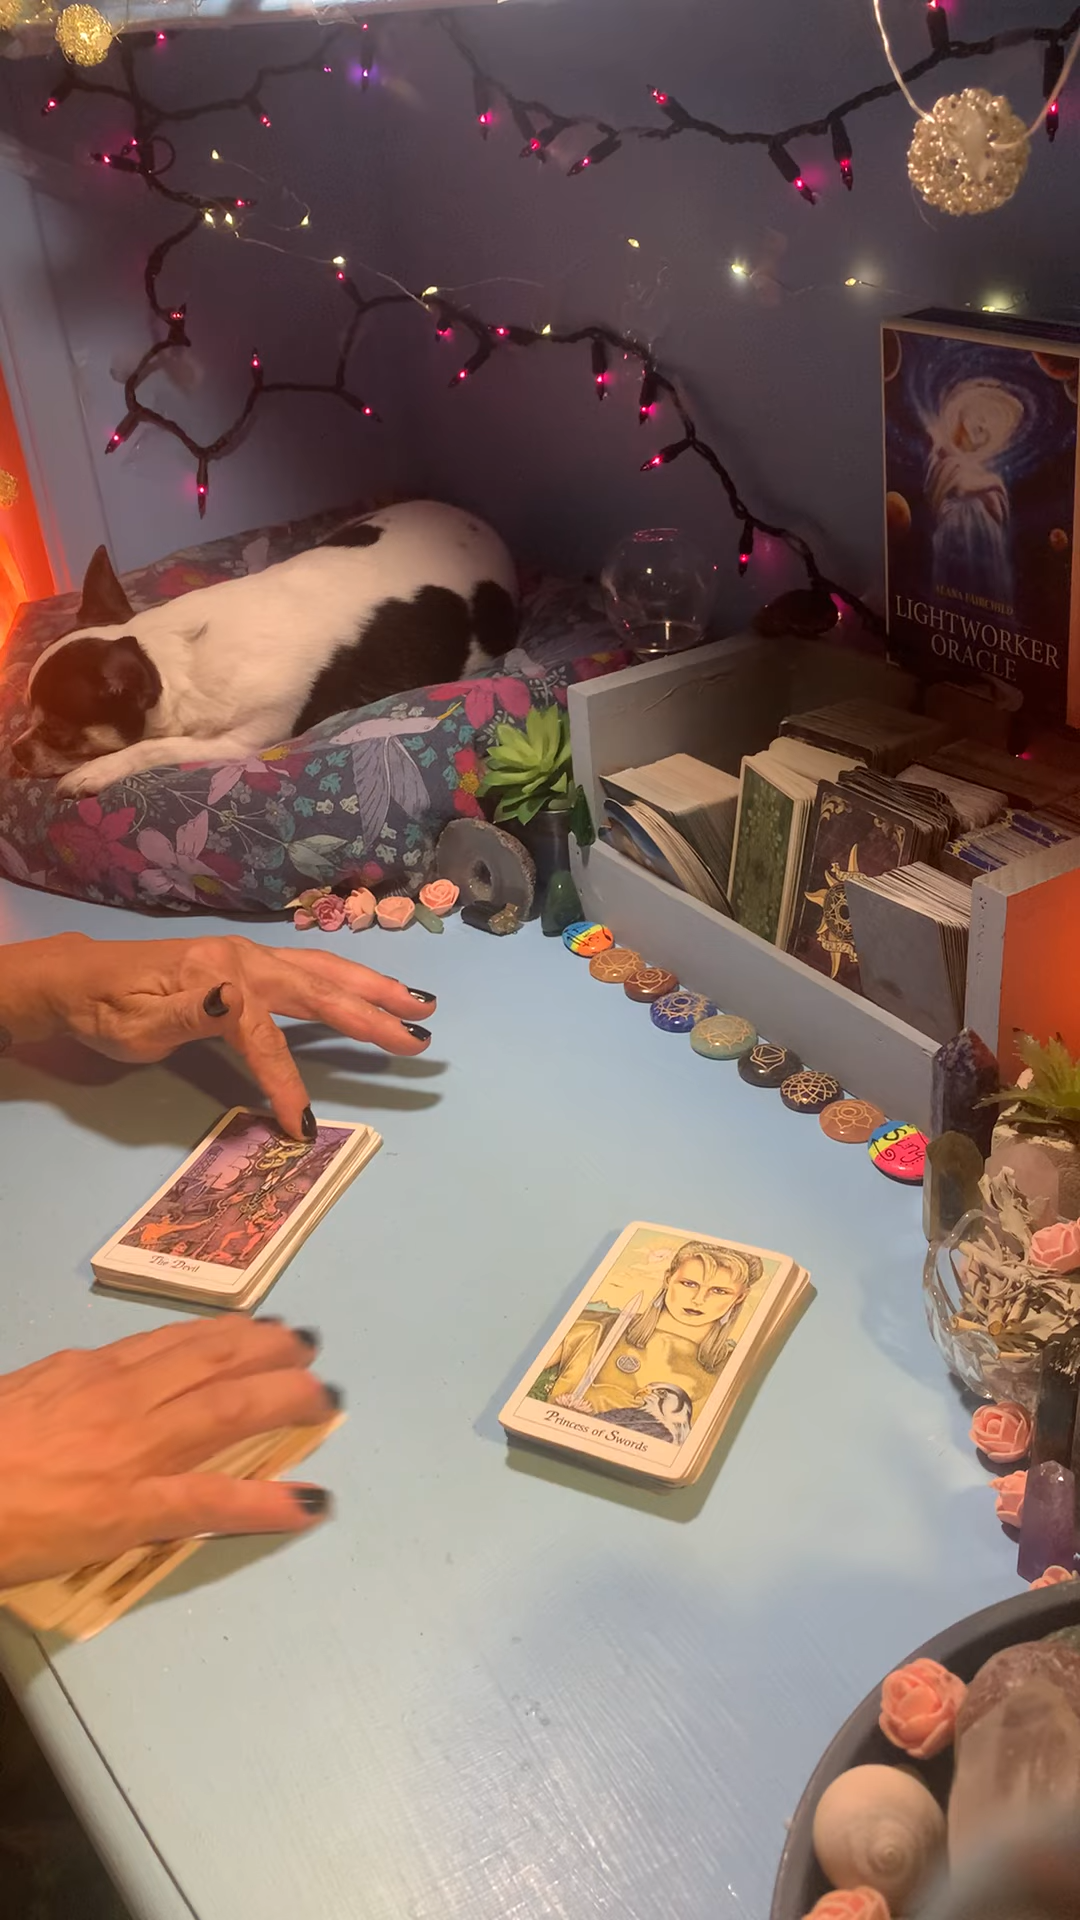 ALANA FAIRCHILD
LIGHTWORKER
ORACLE
The Devil
Princess of Swords